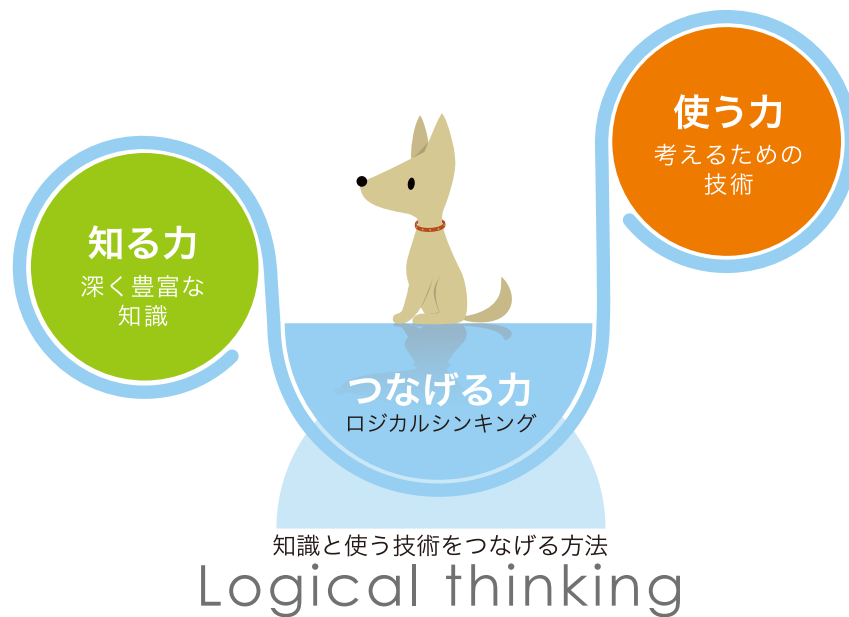 知る力
深く豊富な
知識
つなげる力
ロジカルシンキング
使う力
考えるための
技術
知識と使う技術をつなげる方法
Logical thinking